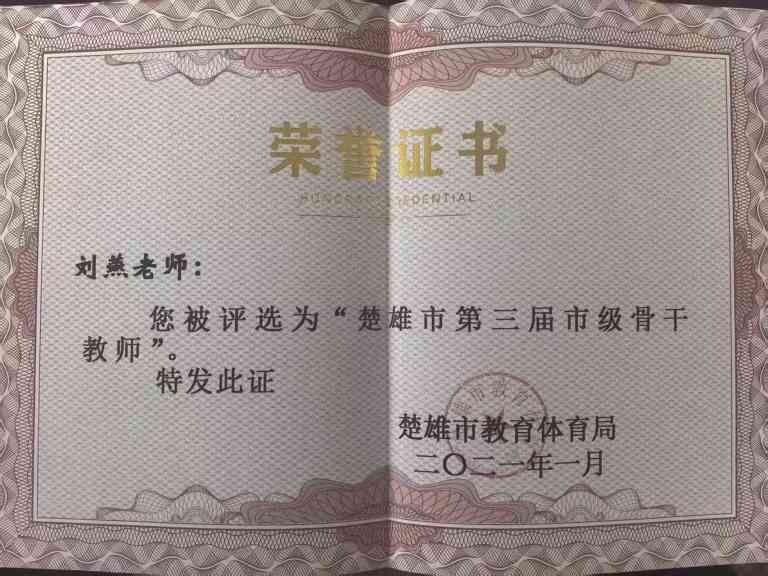 荣誉证书
刘燕老师：
您被评选为“楚雄市第三届市级骨干
教师”。
特发此证
楚雄市教育体育局
二〇二一年一月